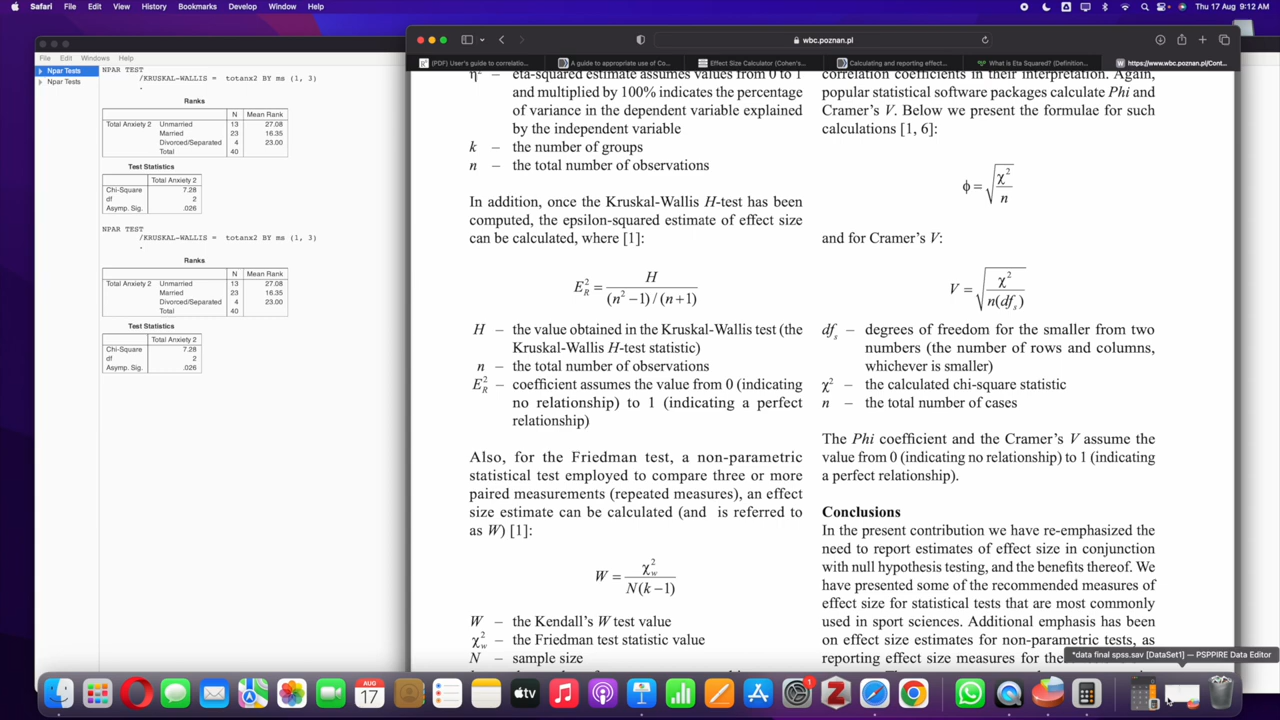 Safari File Edit View History Bookmarks Develop Window Help
Thu 17 Aug 9:12 AM
File Edit Windows Help
Npar Tests
Npar Tests
NPAR TEST
/KRUSKAL-WALLIS = totanx2 BY ms (1, 3)
.
Ranks
N Mean Rank
Total Anxiety 2 Unmarried 13 27.08
Married 23 16.35
Divorced/Separated 4 23.00
Total 40
Test Statistics
Total Anxiety 2
Chi-Square 7.28
df 2
Asymp. Sig. .026
NPAR TEST
/KRUSKAL-WALLIS = totanx2 BY ms (1, 3)
.
Ranks
N Mean Rank
Total Anxiety 2 Unmarried 13 27.08
Married 23 16.35
Divorced/Separated 4 23.00
Total 40
Test Statistics
Total Anxiety 2
Chi-Square 7.28
df 2
Asymp. Sig. .026
wbc.poznan.pl
(PDF) User's guide to correlatio...
A guide to appropriate use of Co...
Effect Size Calculator (Cohen's...
Calculating and reporting effect...
What is Eta Squared? (Definition...
https://www.wbc.poznan.pl/Cont...
η² – eta-squared estimate assumes values from 0 to 1
and multiplied by 100% indicates the percentage
of variance in the dependent variable explained
by the independent variable
k – the number of groups
n – the total number of observations
In addition, once the Kruskal-Wallis H-test has been
computed, the epsilon-squared estimate of effect size
can be calculated, where [1]:
E²R = H / (n² – 1) / (n + 1)
H – the value obtained in the Kruskal-Wallis test (the
Kruskal-Wallis H-test statistic)
n – the total number of observations
E²R – coefficient assumes the value from 0 (indicating
no relationship) to 1 (indicating a perfect
relationship)
Also, for the Friedman test, a non-parametric
statistical test employed to compare three or more
paired measurements (repeated measures), an effect
size estimate can be calculated (and is referred to
as W) [1]:
W = χ²w / N(k – 1)
W – the Kendall's W test value
χ²w – the Friedman test statistic value
N – sample size
correlation coefficients in their interpretation. Again,
popular statistical software packages calculate Phi and
Cramer's V. Below we present the formulae for such
calculations [1, 6]:
ϕ = √(χ² / n)
and for Cramer's V:
V = √(χ² / n(dfs))
dfs – degrees of freedom for the smaller from two
numbers (the number of rows and columns,
whichever is smaller)
χ² – the calculated chi-square statistic
n – the total number of cases
The Phi coefficient and the Cramer's V assume the
value from 0 (indicating no relationship) to 1 (indicating
a perfect relationship).
Conclusions
In the present contribution we have re-emphasized the
need to report estimates of effect size in conjunction
with null hypothesis testing, and the benefits thereof. We
have presented some of the recommended measures of
effect size for statistical tests that are most commonly
used in sport sciences. Additional emphasis has been
on effect size estimates for non-parametric tests, as
reporting effect size measures for the
*data final spss.sav [DataSet1] — PSPPIRE Data Editor
AUG
17
tv
1